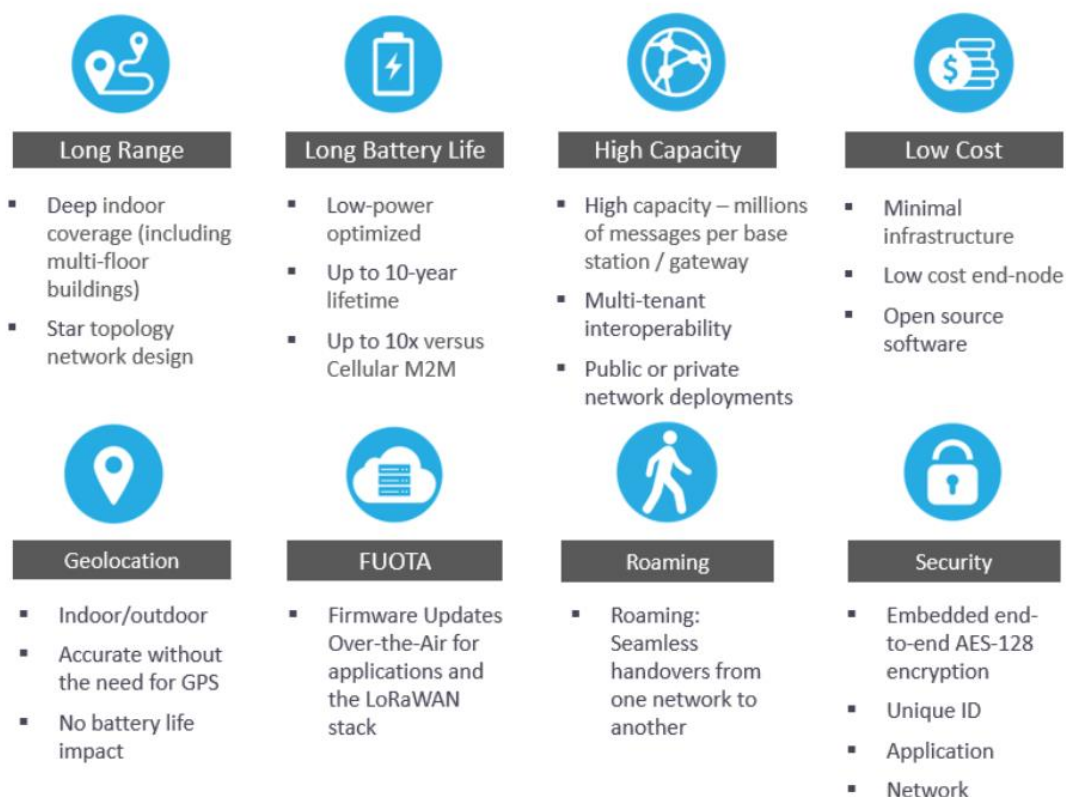 Long Range
▪ Deep indoor
coverage (including
multi-floor
buildings)
▪ Star topology
network design
Long Battery Life
▪ Low-power
optimized
▪ Up to 10-year
lifetime
▪ Up to 10x versus
Cellular M2M
High Capacity
▪ High capacity – millions
of messages per base
station / gateway
▪ Multi-tenant
interoperability
▪ Public or private
network deployments
Low Cost
▪ Minimal
infrastructure
▪ Low cost end-node
▪ Open source
software
Geolocation
▪ Indoor/outdoor
▪ Accurate without
the need for GPS
▪ No battery life
impact
FUOTA
▪ Firmware Updates
Over-the-Air for
applications and
the LoRaWAN
stack
Roaming
▪ Roaming:
Seamless
handovers from
one network to
another
Security
▪ Embedded end-
to-end AES-128
encryption
▪ Unique ID
▪ Application
▪ Network